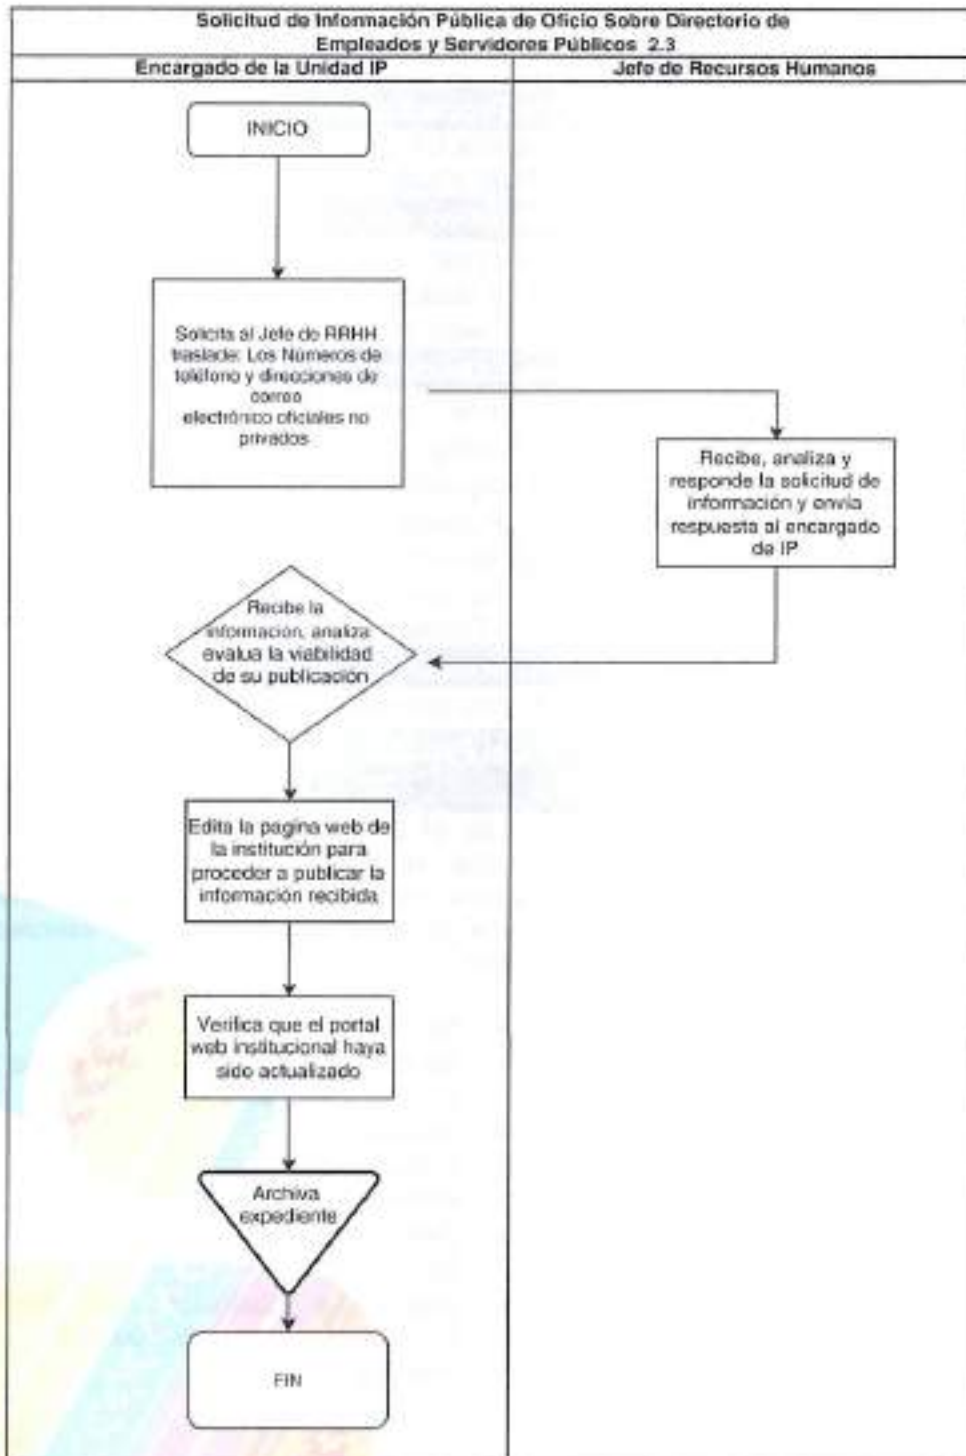 Solicitud de Información Pública de Oficio Sobre Directorio de
Empleados y Servidores Públicos 2.3
Encargado de la Unidad IP
Jefe de Recursos Humanos
INICIO
Solicita al Jefe de RRHH
traslade: Los Números de
teléfono y direcciones de
correo
electrónico oficiales no
privados
Recibe, analiza y
responde la solicitud de
información y envía
respuesta al encargado
de IP
Recibe la
información, analiza
evalua la viabilidad
de su publicación
Edita la pagina web de
la institución para
proceder a publicar la
información recibida
Verifica que el portal
web institucional haya
sido actualizado
Archiva
expediente
FIN